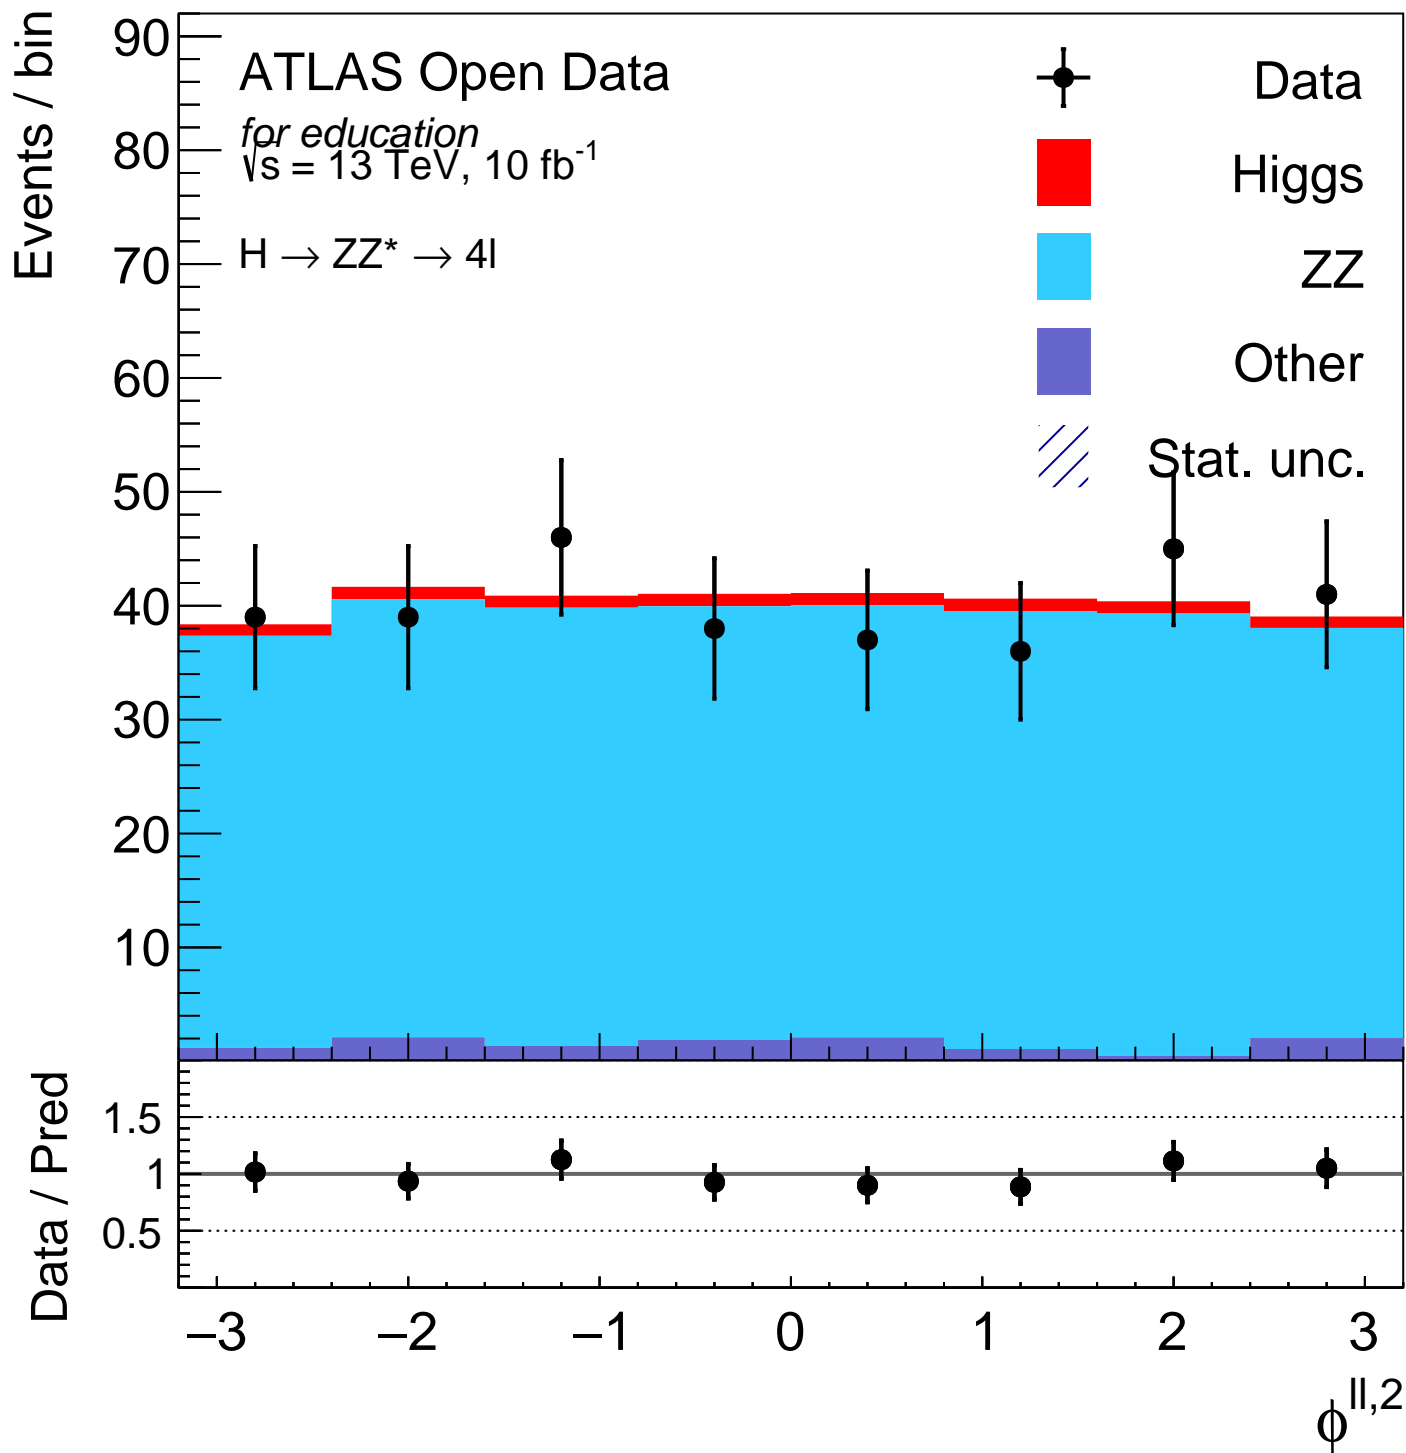 Events / bin
90
80
70
60
50
40
30
20
10
ATLAS Open Data
for education
√s = 13 TeV, 10 fb⁻¹
H → ZZ* → 4l
Data
Higgs
ZZ
Other
Stat. unc.
Data / Pred
1.5
1
0.5
−3 −2 −1 0 1 2 3
ϕ^ll,2